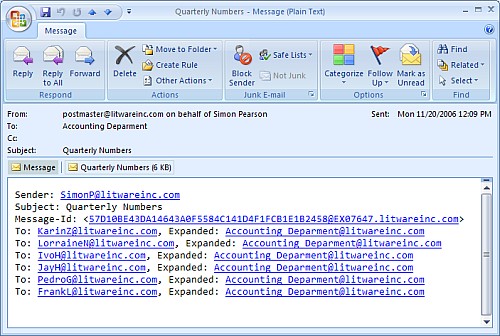 Quarterly Numbers - Message (Plain Text)
Message
Reply
Reply to All
Forward
Respond
Delete
Move to Folder
Create Rule
Other Actions
Actions
Block Sender
Safe Lists
Not Junk
Junk E-mail
Categorize
Follow Up
Mark as Unread
Options
Find
Related
Select
Find
From: postmaster@litwareinc.com on behalf of Simon Pearson Sent: Mon 11/20/2006 12:09 PM
To: Accounting Deparment
Cc:
Subject: Quarterly Numbers
Message Quarterly Numbers (6 KB)
Sender: SimonP@litwareinc.com
Subject: Quarterly Numbers
Message-Id: <57D10BE43DA14643A0F5584C141D4F1FCB1E1B2458@EX07647.litwareinc.com>
To: KarinZ@litwareinc.com, Expanded: Accounting Deparment@litwareinc.com
To: LorraineN@litwareinc.com, Expanded: Accounting Deparment@litwareinc.com
To: IvoH@litwareinc.com, Expanded: Accounting Deparment@litwareinc.com
To: JayH@litwareinc.com, Expanded: Accounting Deparment@litwareinc.com
To: PedroG@litwareinc.com, Expanded: Accounting Deparment@litwareinc.com
To: FrankL@litwareinc.com, Expanded: Accounting Deparment@litwareinc.com